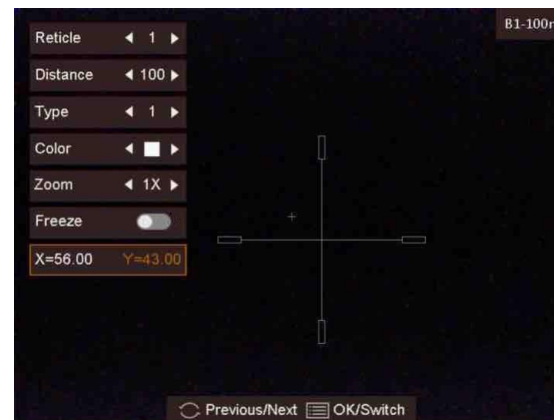 B1-100m
Reticle 1
Distance 100
Type 1
Color
Zoom 1X
Freeze
X=56.00 Y=43.00
Previous/Next OK/Switch